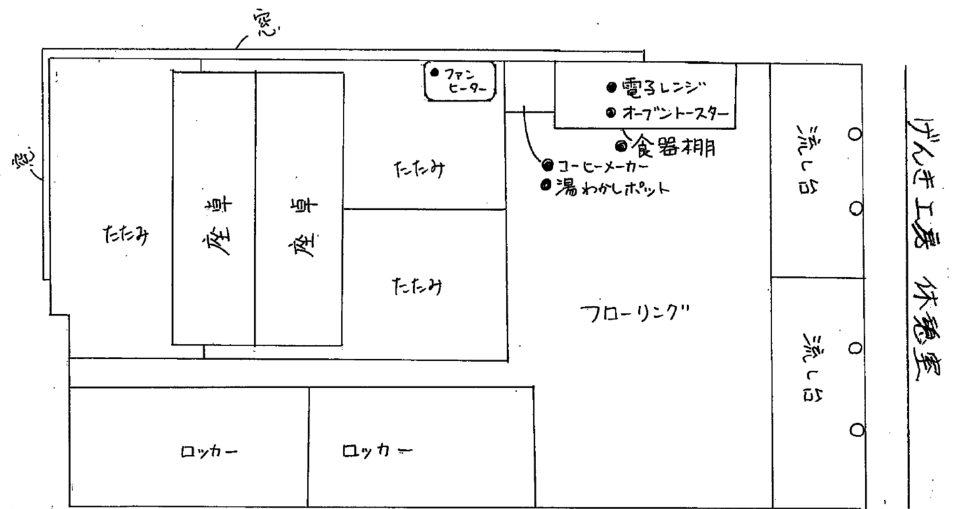 窓
窓
ファン
ヒーター
電子レンジ
オーブントースター
食器棚
コーヒーメーカー
湯わかしポット
たたみ
たたみ
たたみ
座卓
座卓
フローリング
流し台
流し台
ロッカー
ロッカー
げんき工房 休憩室